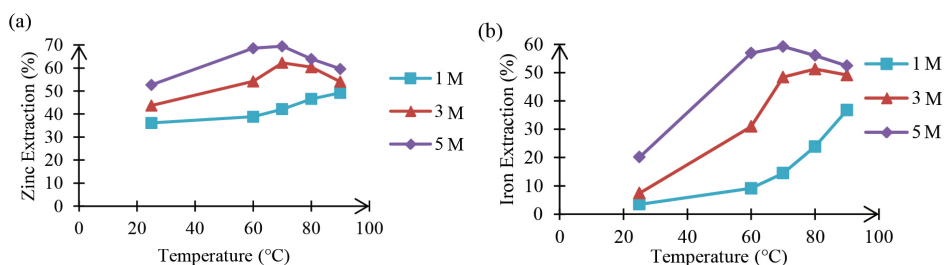 (a)
Zinc Extraction (%)
70
60
50
40
30
20
10
0
0 20 40 60 80 100
Temperature (°C)
1 M
3 M
5 M
(b)
Iron Extraction (%)
60
50
40
30
20
10
0
0 20 40 60 80 100
Temperature (°C)
1 M
3 M
5 M